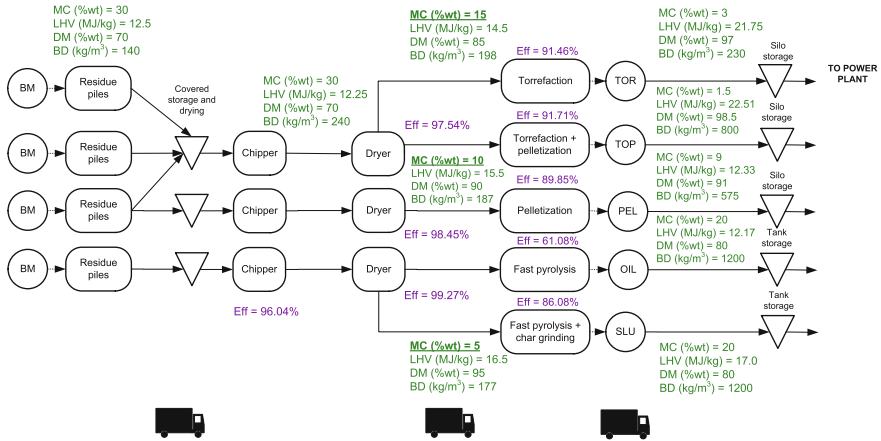 MC (%wt) = 30
LHV (MJ/kg) = 12.5
DM (%wt) = 70
BD (kg/m³) = 140
MC (%wt) = 15
LHV (MJ/kg) = 14.5
DM (%wt) = 85
BD (kg/m³) = 198
MC (%wt) = 3
LHV (MJ/kg) = 21.75
DM (%wt) = 97
BD (kg/m³) = 230
Eff = 91.46%
Silo
storage
TO POWER
PLANT
BM
Residue
piles
Covered
storage and
drying
MC (%wt) = 30
LHV (MJ/kg) = 12.25
DM (%wt) = 70
BD (kg/m³) = 240
Torrefaction
TOR
MC (%wt) = 1.5
LHV (MJ/kg) = 22.51
DM (%wt) = 98.5
BD (kg/m³) = 800
Silo
storage
Eff = 97.54%
Eff = 91.71%
BM
Residue
piles
Chipper
Dryer
Torrefaction +
pelletization
TOP
MC (%wt) = 10
LHV (MJ/kg) = 15.5
DM (%wt) = 90
BD (kg/m³) = 187
Eff = 89.85%
MC (%wt) = 9
LHV (MJ/kg) = 12.33
DM (%wt) = 91
BD (kg/m³) = 575
Silo
storage
BM
Residue
piles
Chipper
Dryer
Pelletization
PEL
Eff = 98.45%
Eff = 61.08%
MC (%wt) = 20
LHV (MJ/kg) = 12.17
DM (%wt) = 80
BD (kg/m³) = 1200
Tank
storage
BM
Residue
piles
Chipper
Dryer
Fast pyrolysis
OIL
Eff = 96.04%
Eff = 99.27%
Eff = 86.08%
Tank
storage
Fast pyrolysis +
char grinding
SLU
MC (%wt) = 5
LHV (MJ/kg) = 16.5
DM (%wt) = 95
BD (kg/m³) = 177
MC (%wt) = 20
LHV (MJ/kg) = 17.0
DM (%wt) = 80
BD (kg/m³) = 1200